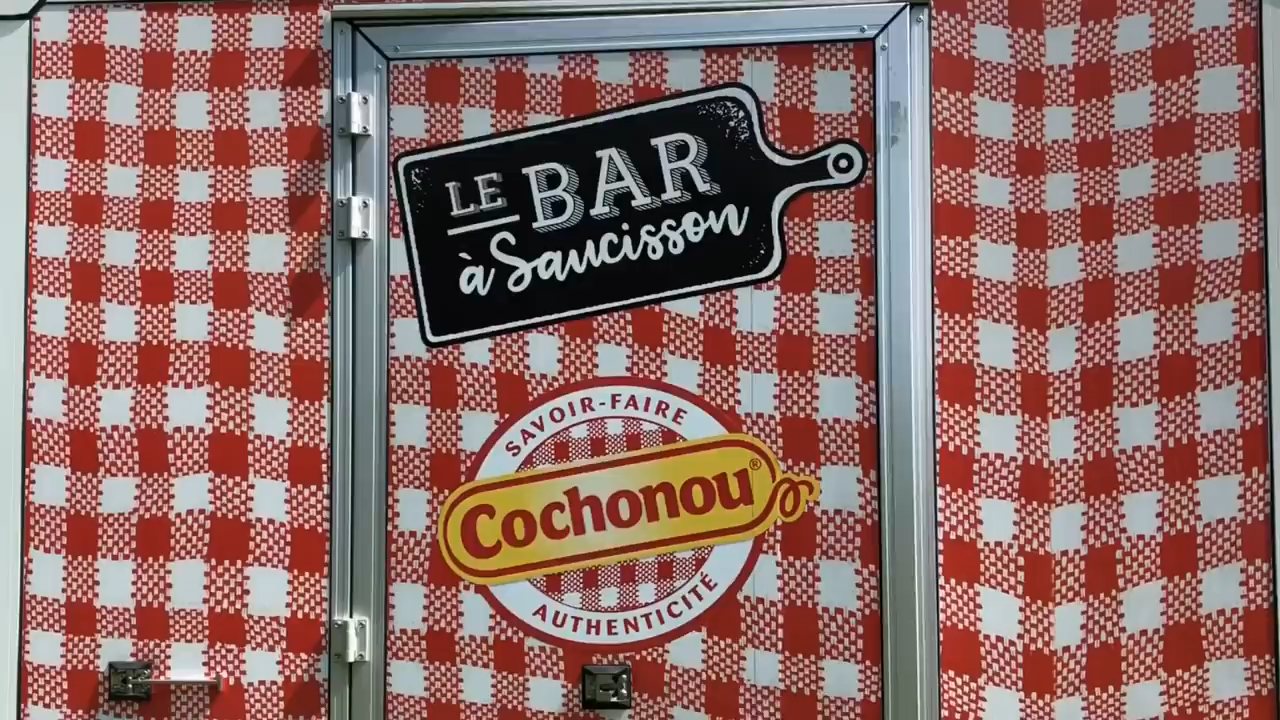 LE BAR
à Saucisson
SAVOIR-FAIRE
Cochonou®
AUTHENTICITÉ